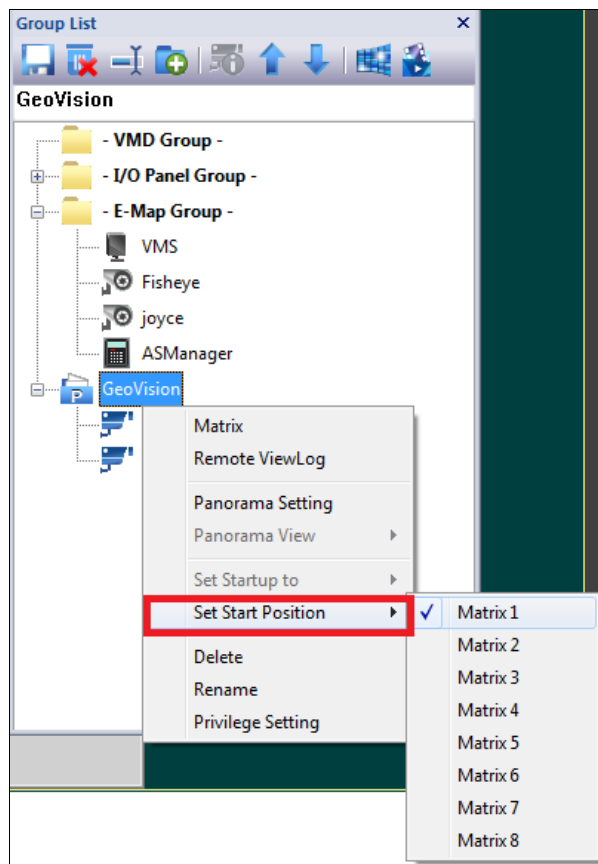 Group List
GeoVision
- VMD Group -
- I/O Panel Group -
- E-Map Group -
VMS
Fisheye
joyce
ASManager
P
GeoVision
Matrix
Remote ViewLog
Panorama Setting
Panorama View
Set Startup to
Set Start Position
Matrix 1
Matrix 2
Matrix 3
Matrix 4
Matrix 5
Matrix 6
Matrix 7
Matrix 8
Delete
Rename
Privilege Setting